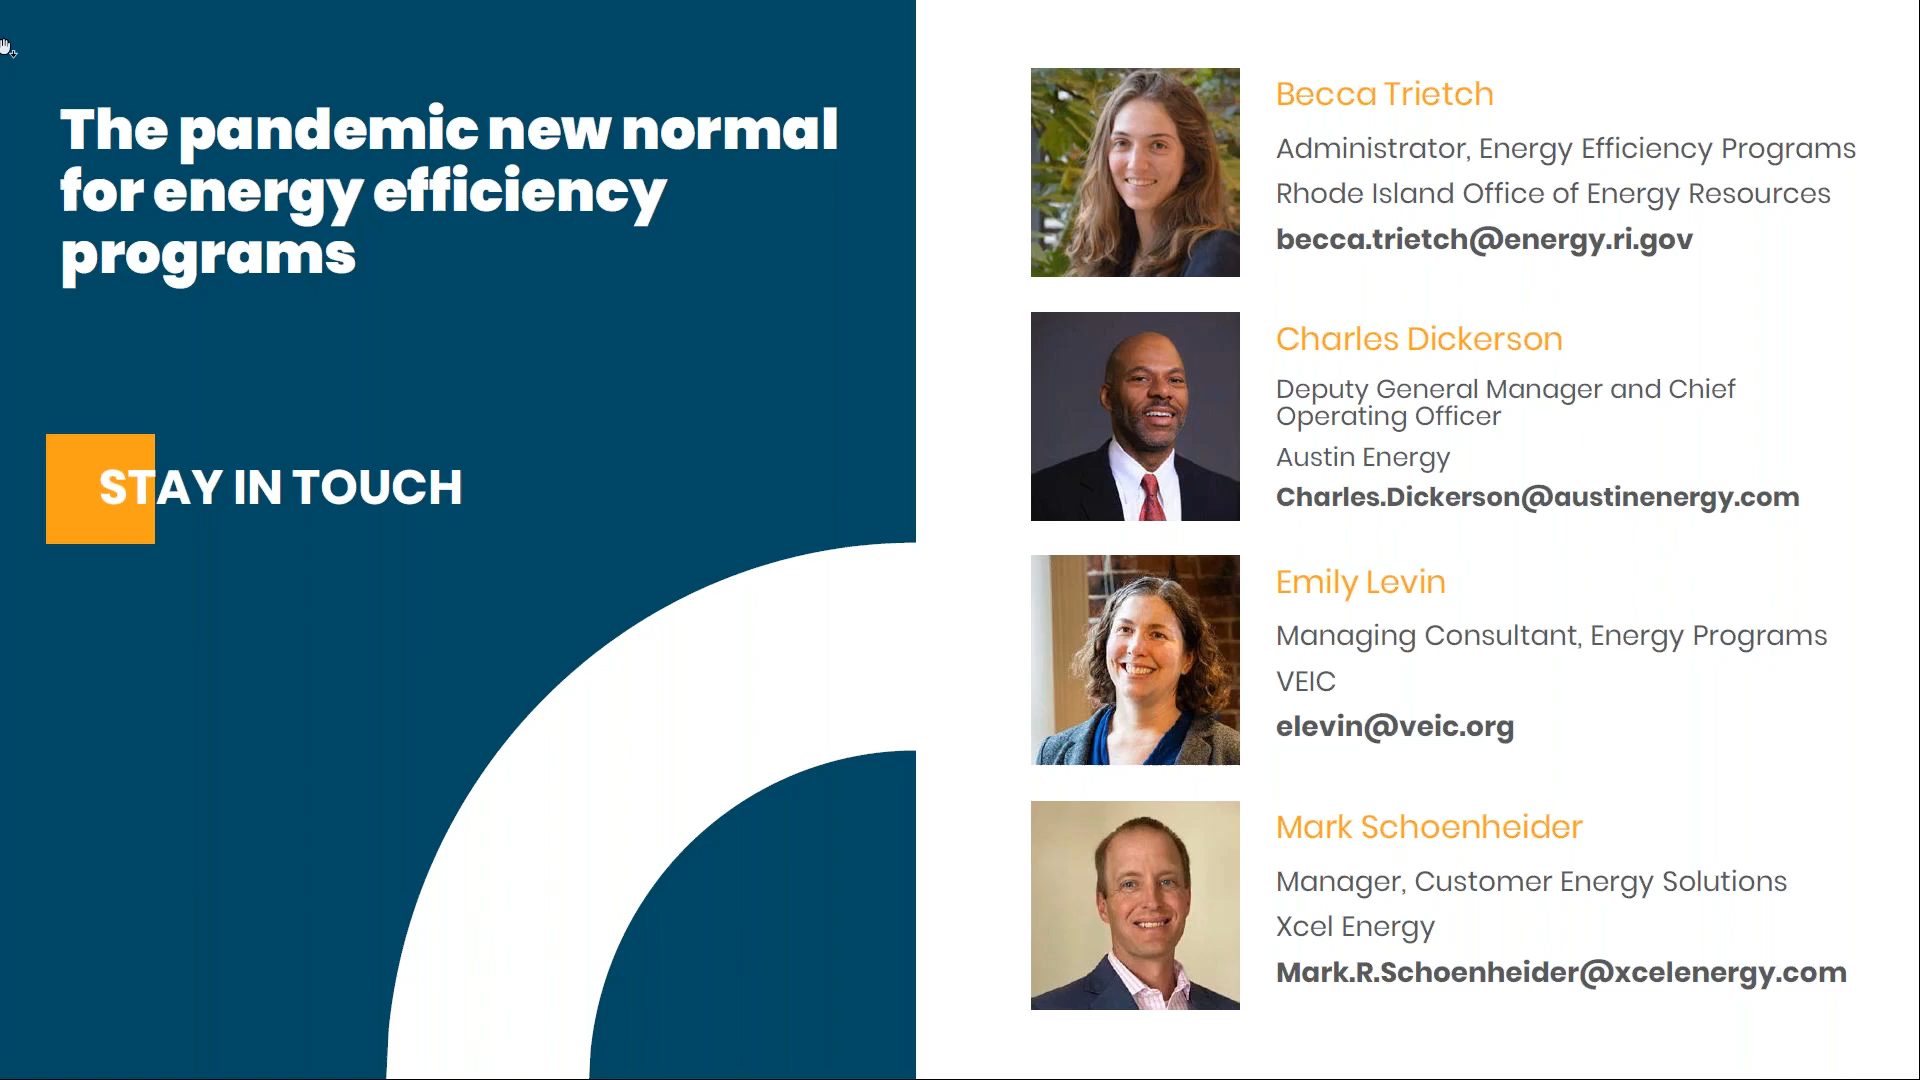 The pandemic new normal
for energy efficiency
programs
STAY IN TOUCH
Becca Trietch
Administrator, Energy Efficiency Programs
Rhode Island Office of Energy Resources
becca.trietch@energy.ri.gov
Charles Dickerson
Deputy General Manager and Chief
Operating Officer
Austin Energy
Charles.Dickerson@austinenergy.com
Emily Levin
Managing Consultant, Energy Programs
VEIC
elevin@veic.org
Mark Schoenheider
Manager, Customer Energy Solutions
Xcel Energy
Mark.R.Schoenheider@xcelenergy.com